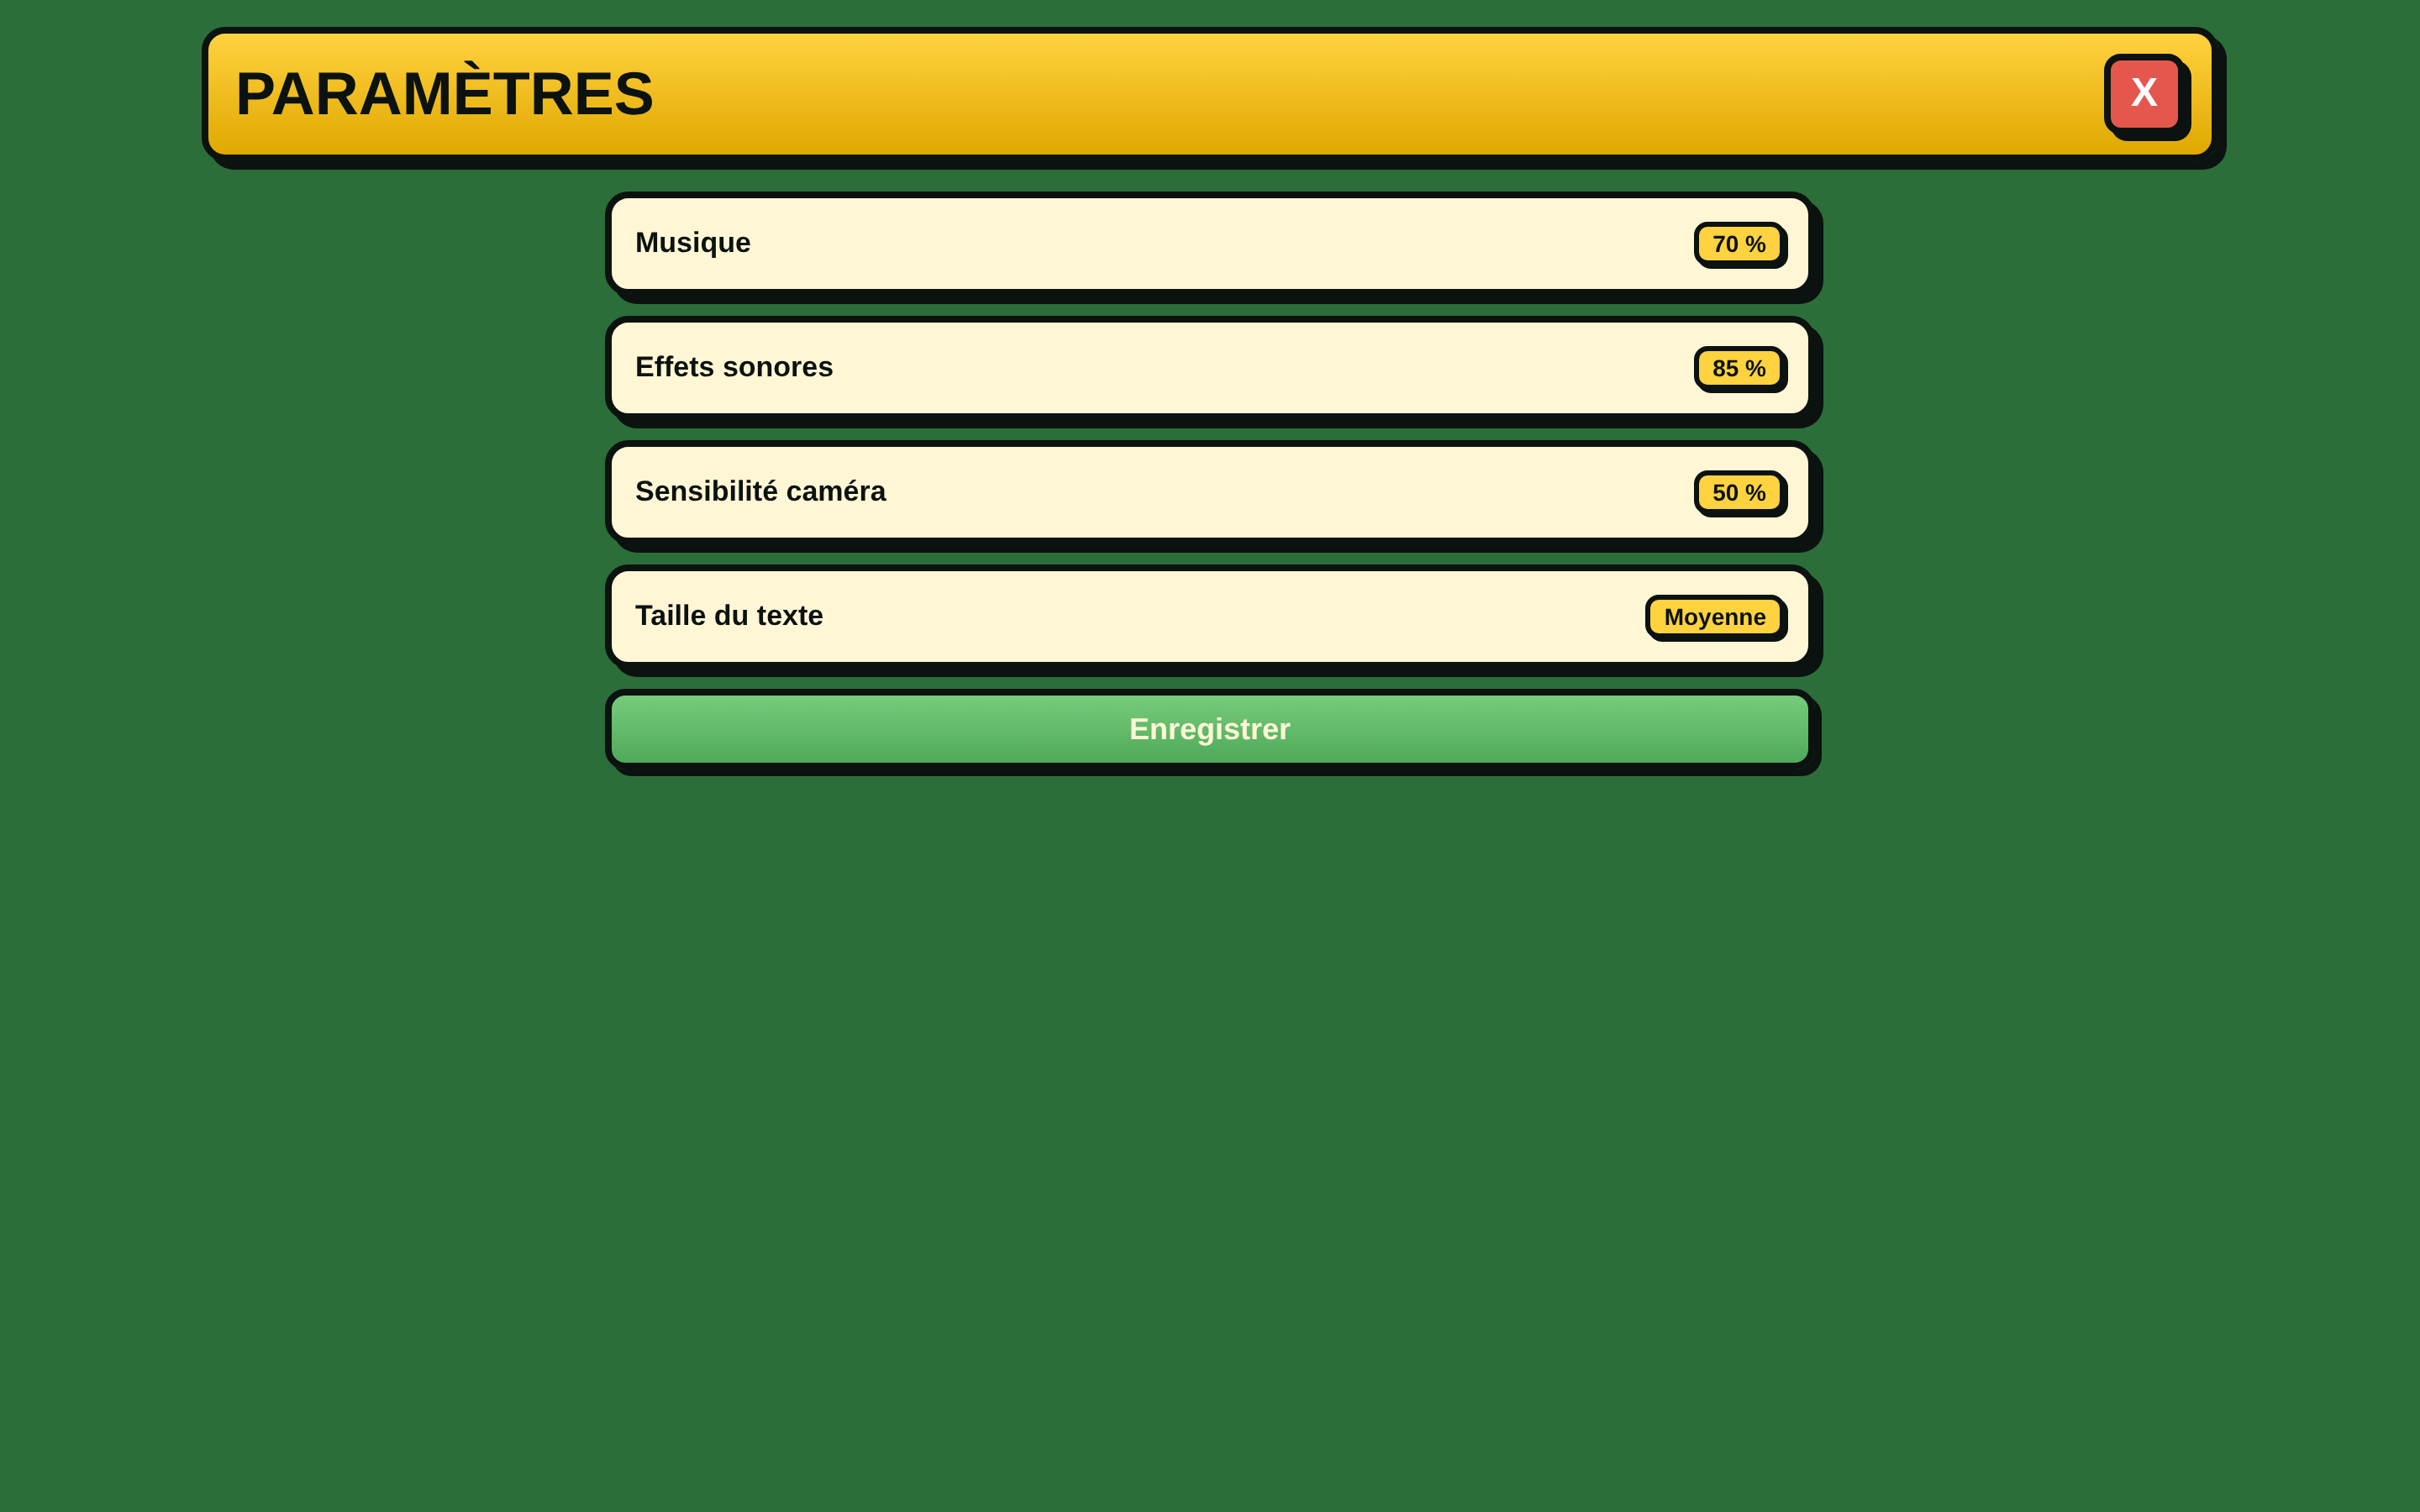 PARAMÈTRES X
Musique 70 %
Effets sonores 85 %
Sensibilité caméra 50 %
Taille du texte Moyenne
Enregistrer